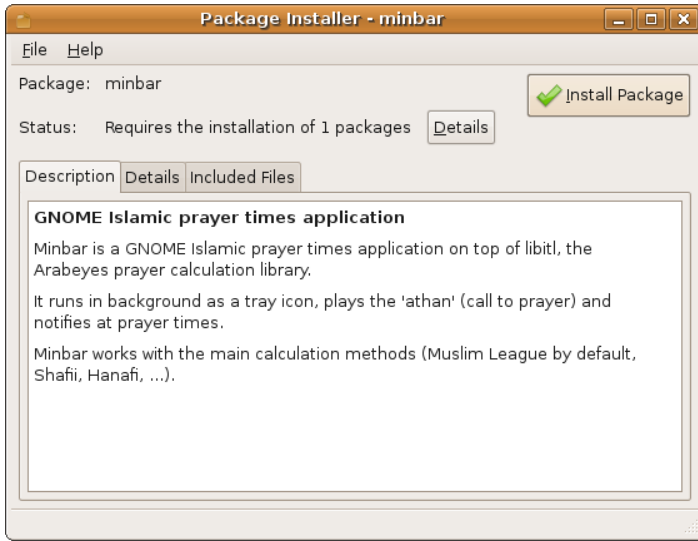 Package Installer - minbar
File Help
Package: minbar
Install Package
Status: Requires the installation of 1 packages Details
Description Details Included Files
GNOME Islamic prayer times application
Minbar is a GNOME Islamic prayer times application on top of libitl, the
Arabeyes prayer calculation library.
It runs in background as a tray icon, plays the 'athan' (call to prayer) and
notifies at prayer times.
Minbar works with the main calculation methods (Muslim League by default,
Shafii, Hanafi, ...).